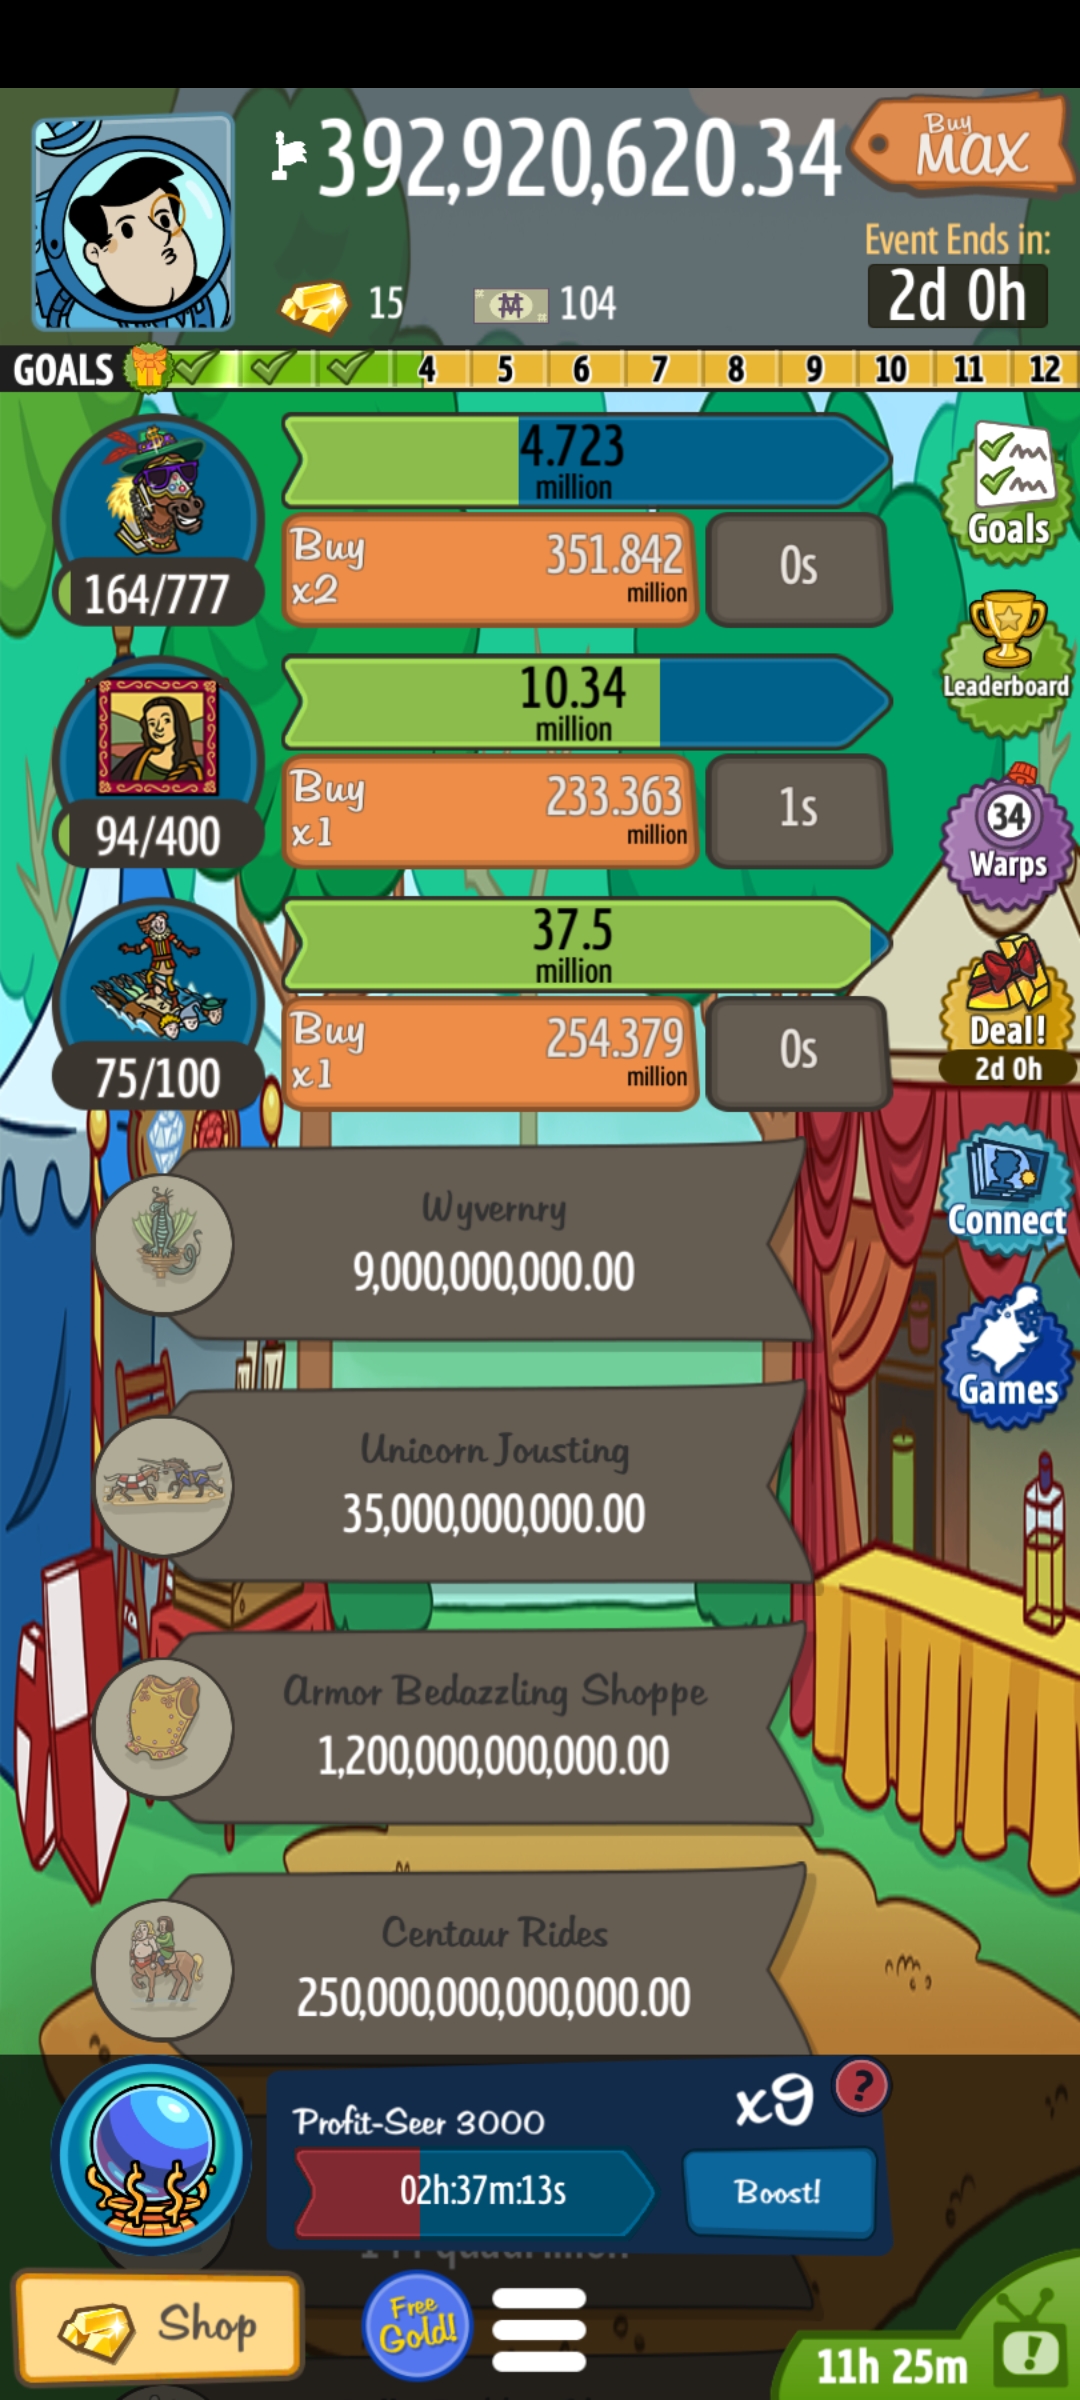 392,920,620.34
Buy
MAX
Event Ends in:
2d 0h
15
104
GOALS
4 5 6 7 8 9 10 11 12
4.723
million
Buy
x2
351.842
million
0s
164/777
Goals
10.34
million
Leaderboard
Buy
x1
233.363
million
1s
94/400
34
Warps
37.5
million
Buy
x1
254.379
million
0s
75/100
Deal!
2d 0h
Wyvernry
9,000,000,000.00
Connect
Unicorn Jousting
35,000,000,000.00
Games
Armor Bedazzling Shoppe
1,200,000,000,000.00
Centaur Rides
250,000,000,000,000.00
Profit-Seer 3000
x9
?
02h:37m:13s
Boost!
Shop
Free
Gold!
11h 25m
!